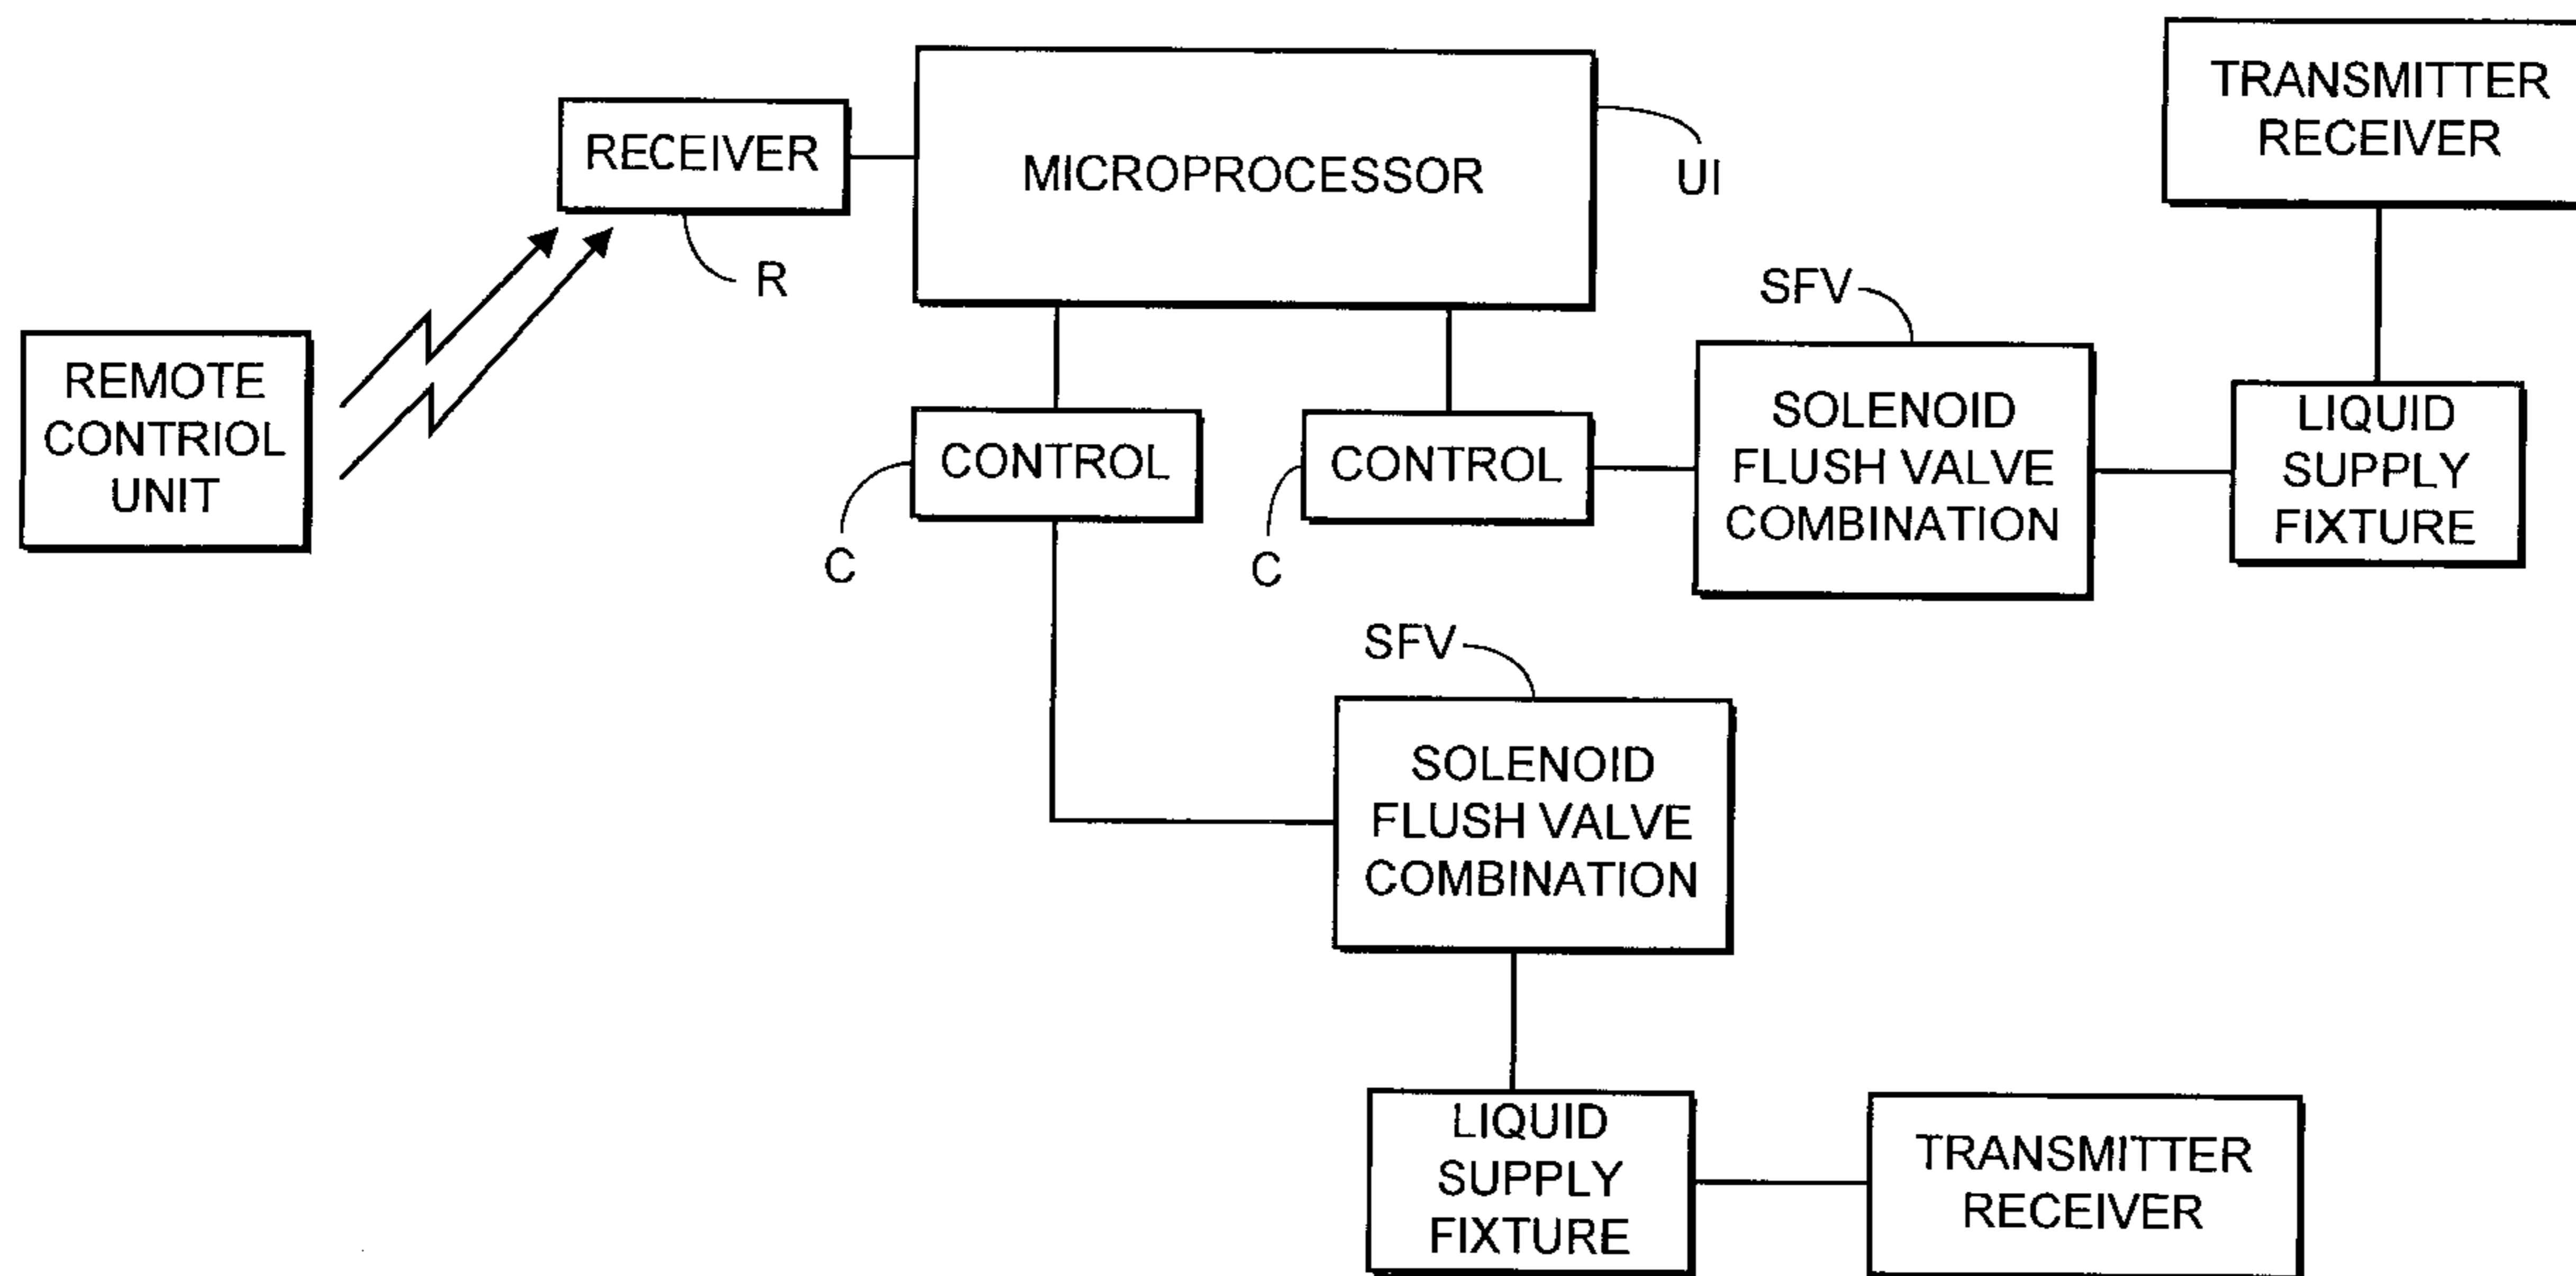 TRANSMITTER
RECEIVER
RECEIVER
MICROPROCESSOR
UI
R
SFV
REMOTE
CONTRIOL
UNIT
CONTROL
CONTROL
C
C
SOLENOID
FLUSH VALVE
COMBINATION
LIQUID
SUPPLY
FIXTURE
SFV
SOLENOID
FLUSH VALVE
COMBINATION
LIQUID
SUPPLY
FIXTURE
TRANSMITTER
RECEIVER